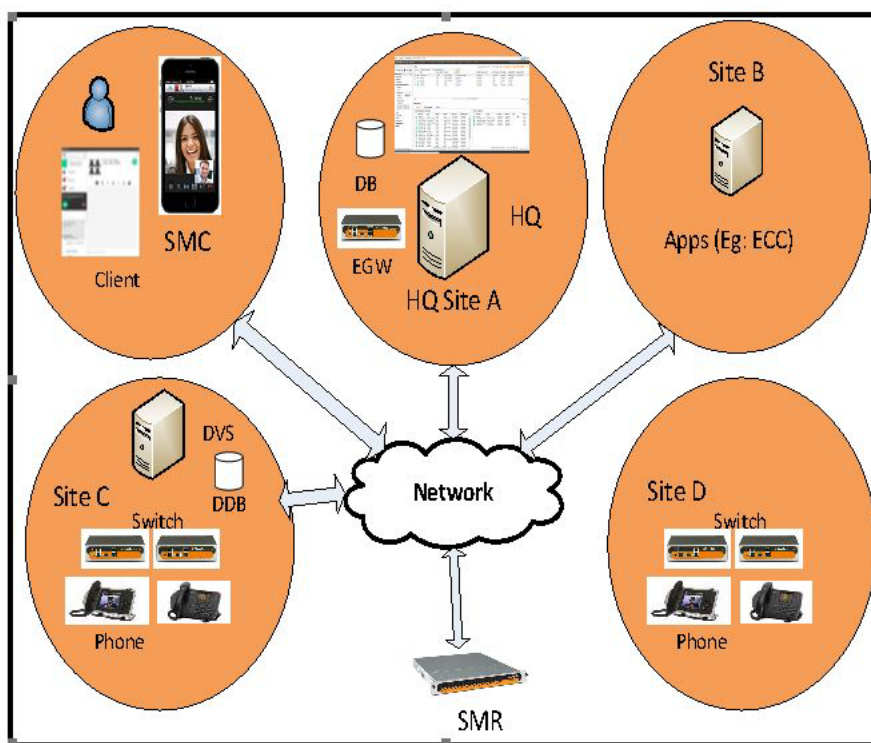 SMC
Client
DB
HQ
EGW
HQ Site A
Site B
Apps (Eg: ECC)
Site C
DVS
DDB
Switch
Phone
Network
Site D
Switch
Phone
SMR